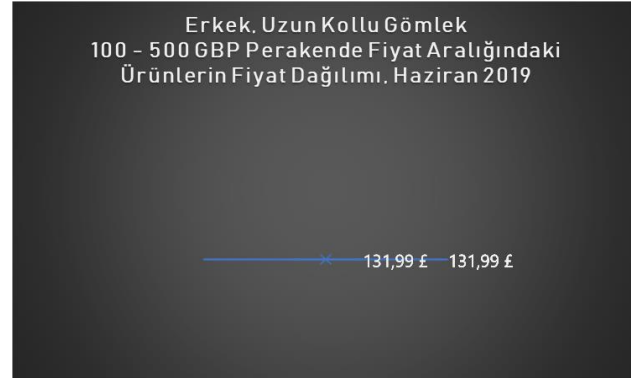 Erkek, Uzun Kollu Gömlek
100 – 500 GBP Perakende Fiyat Aralığındaki
Ürünlerin Fiyat Dağılımı, Haziran 2019
131,99 £ 131,99 £